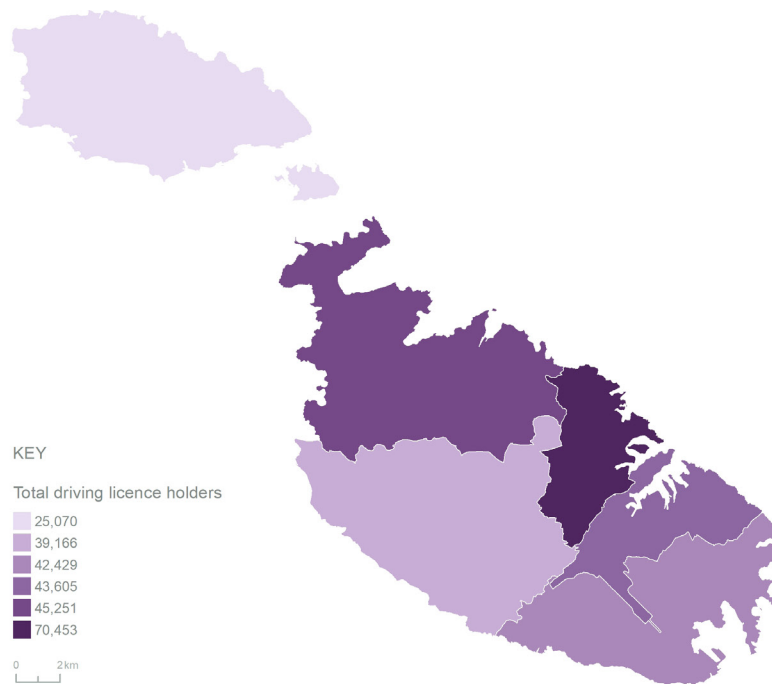 KEY
Total driving licence holders
25,070
39,166
42,429
43,605
45,251
70,453
0 2km